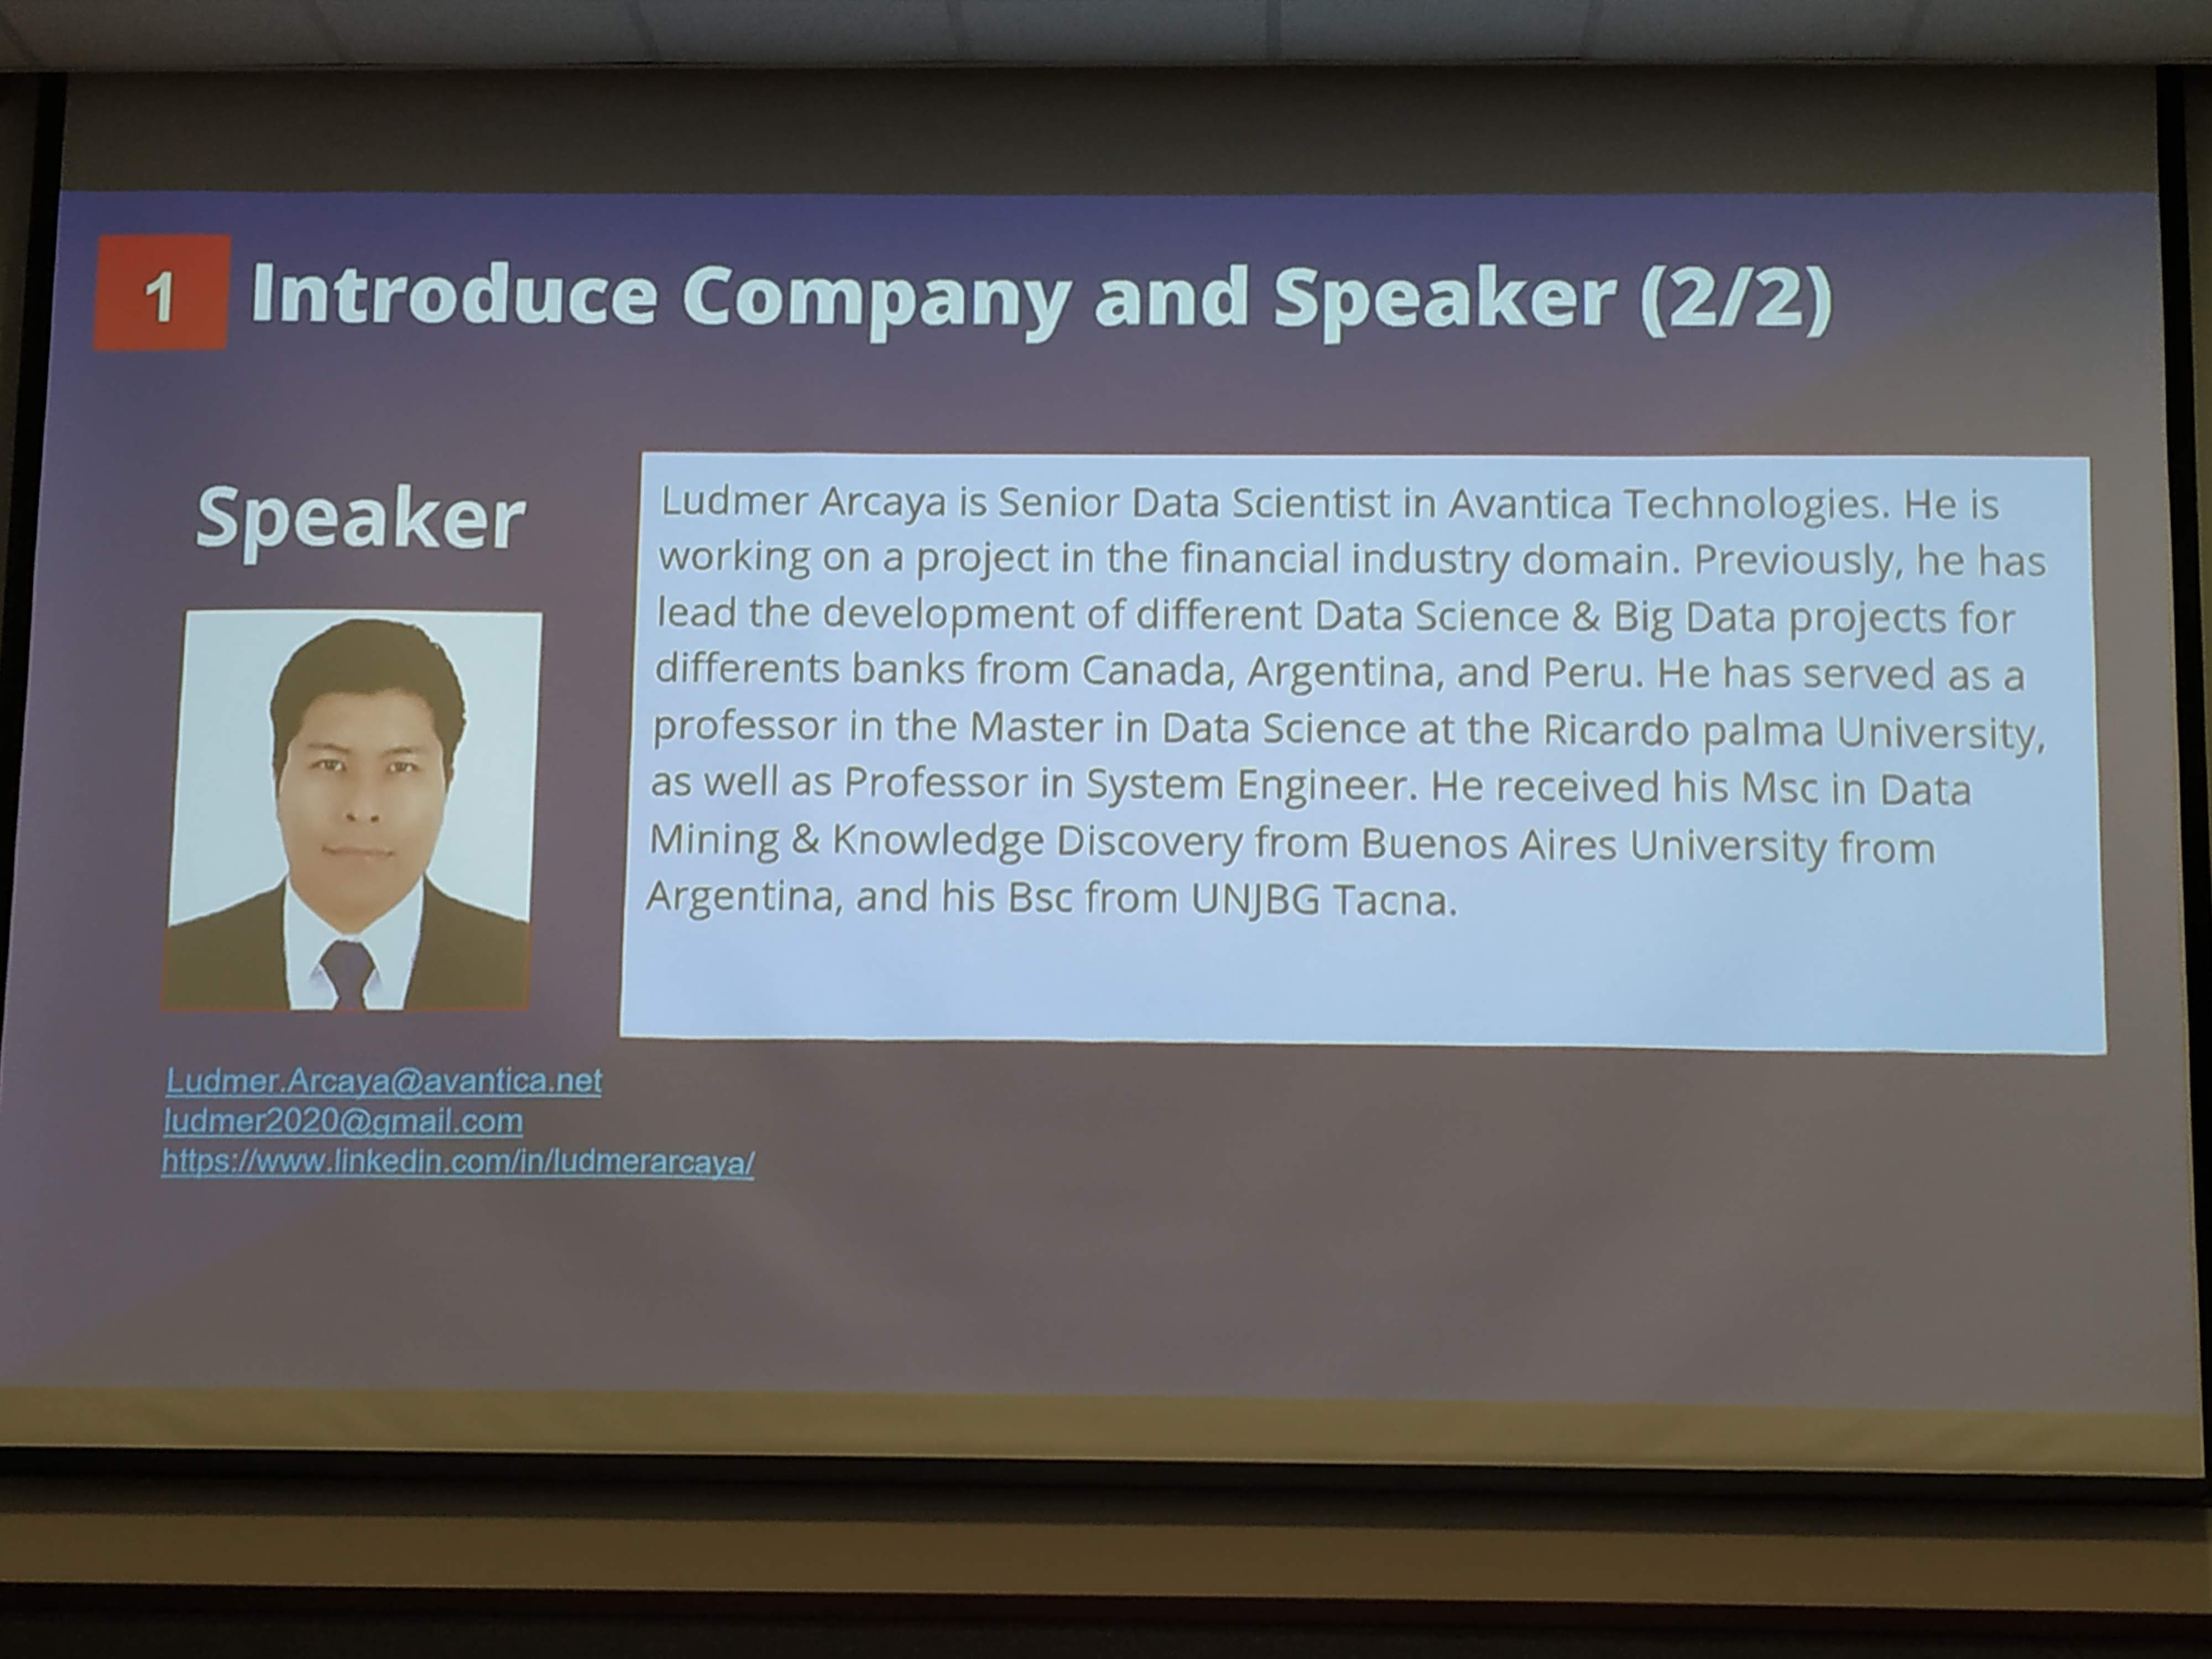 1 Introduce Company and Speaker (2/2)
Speaker
Ludmer Arcaya is Senior Data Scientist in Avantica Technologies. He is
working on a project in the financial industry domain. Previously, he has
lead the development of different Data Science & Big Data projects for
differents banks from Canada, Argentina, and Peru. He has served as a
professor in the Master in Data Science at the Ricardo palma University,
as well as Professor in System Engineer. He received his Msc in Data
Mining & Knowledge Discovery from Buenos Aires University from
Argentina, and his Bsc from UNJBG Tacna.
Ludmer.Arcaya@avantica.net
ludmer2020@gmail.com
https://www.linkedin.com/in/ludmerarcaya/